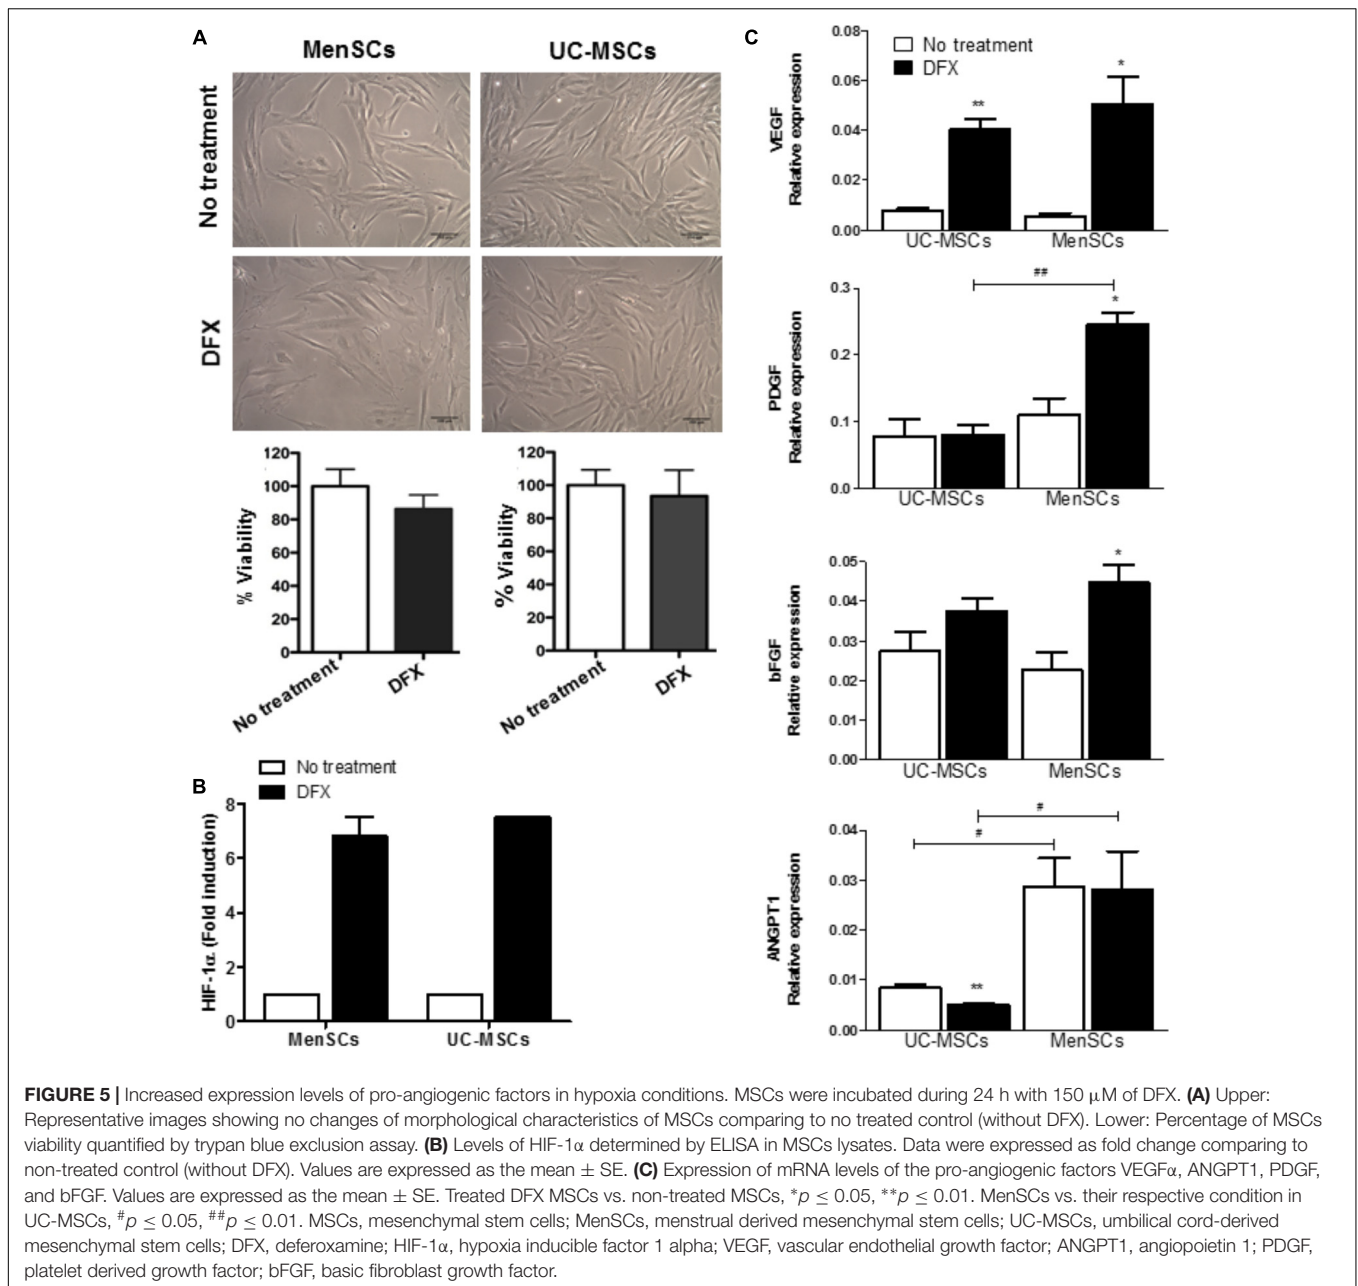 A
MenSCs
UC-MSCs
No treatment
DFX
120
100
80
60
40
20
0
% Viability
No treatment
DFX
120
100
80
60
40
20
0
% Viability
No treatment
DFX
B
No treatment
DFX
8
6
4
2
0
HIF-1α (Fold induction)
MenSCs
UC-MSCs
C
No treatment
DFX
0.08
0.06
0.04
0.02
0.00
VEGF
Relative expression
**
*
UC-MSCs
MenSCs
##
0.3
0.2
0.1
0.0
PDGF
Relative expression
*
UC-MSCs
MenSCs
0.05
0.04
0.03
0.02
0.01
0.00
bFGF
Relative expression
*
UC-MSCs
MenSCs
#
#
0.04
0.03
0.02
0.01
0.00
ANGPT1
Relative expression
**
UC-MSCs
MenSCs
FIGURE 5 | Increased expression levels of pro-angiogenic factors in hypoxia conditions. MSCs were incubated during 24 h with 150 μM of DFX. (A) Upper:
Representative images showing no changes of morphological characteristics of MSCs comparing to no treated control (without DFX). Lower: Percentage of MSCs
viability quantified by trypan blue exclusion assay. (B) Levels of HIF-1α determined by ELISA in MSCs lysates. Data were expressed as fold change comparing to
non-treated control (without DFX). Values are expressed as the mean ± SE. (C) Expression of mRNA levels of the pro-angiogenic factors VEGFα, ANGPT1, PDGF,
and bFGF. Values are expressed as the mean ± SE. Treated DFX MSCs vs. non-treated MSCs, *p ≤ 0.05, **p ≤ 0.01. MenSCs vs. their respective condition in
UC-MSCs, #p ≤ 0.05, ##p ≤ 0.01. MSCs, mesenchymal stem cells; MenSCs, menstrual derived mesenchymal stem cells; UC-MSCs, umbilical cord-derived
mesenchymal stem cells; DFX, deferoxamine; HIF-1α, hypoxia inducible factor 1 alpha; VEGF, vascular endothelial growth factor; ANGPT1, angiopoietin 1; PDGF,
platelet derived growth factor; bFGF, basic fibroblast growth factor.